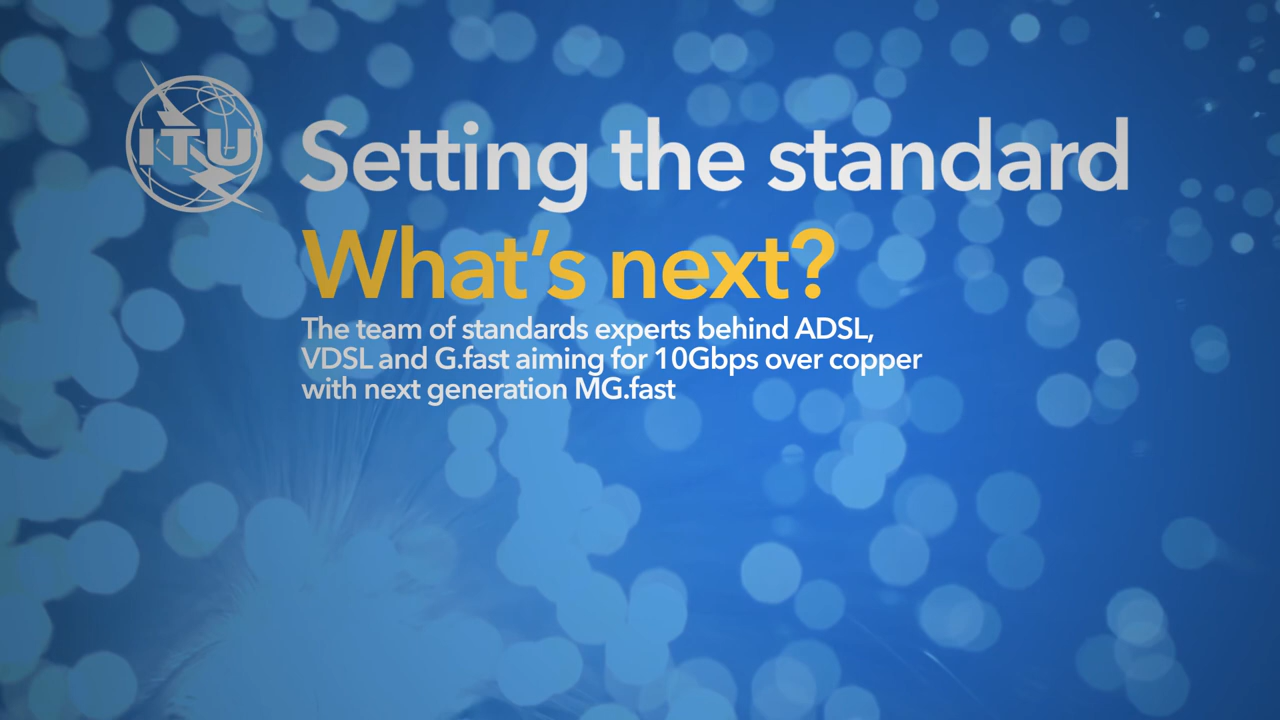 ITU
Setting the standard
What’s next?
The team of standards experts behind ADSL,
VDSL and G.fast aiming for 10Gbps over copper
with next generation MG.fast